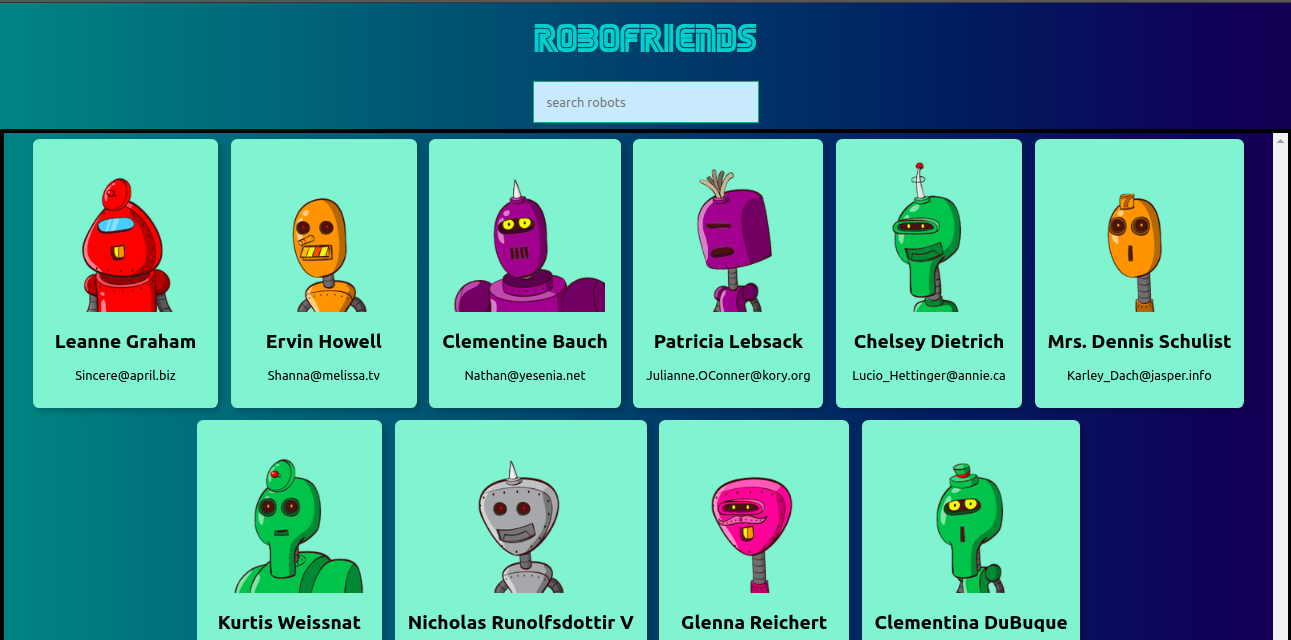 ROBOFRIENDS
search robots
Leanne Graham
Sincere@april.biz
Ervin Howell
Shanna@melissa.tv
Clementine Bauch
Nathan@yesenia.net
Patricia Lebsack
Julianne.OConner@kory.org
Chelsey Dietrich
Lucio_Hettinger@annie.ca
Mrs. Dennis Schulist
Karley_Dach@jasper.info
Kurtis Weissnat
Nicholas Runolfsdottir V
Glenna Reichert
Clementina DuBuque